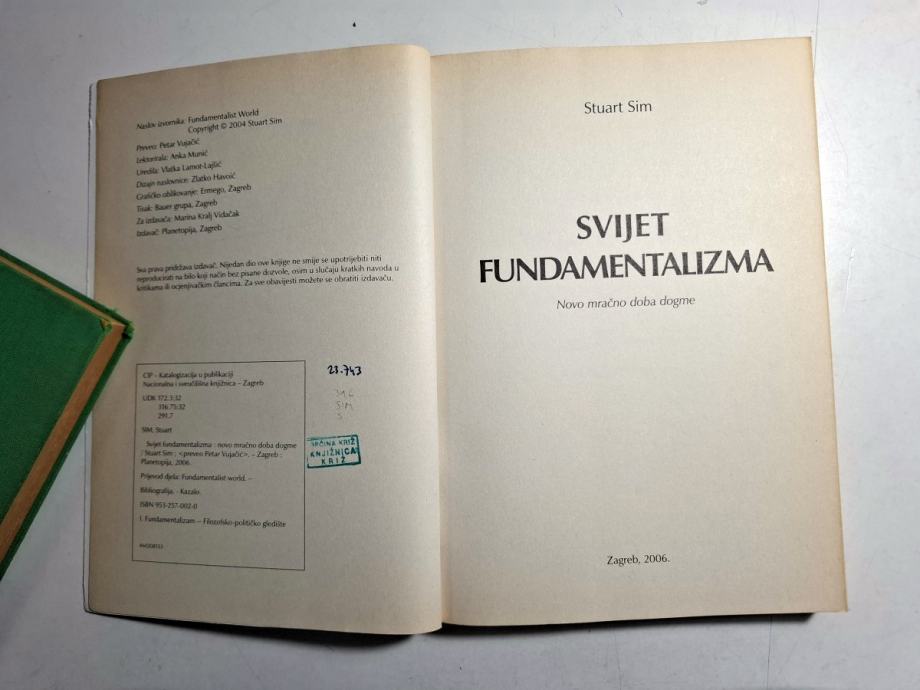 Naslov izvornika: Fundamentalist World
Copyright © 2004 Stuart Sim
Preveo: Petar Vujačić
Lektorirala: Anka Munić
Uredila: Vlatka Lamot-Lajšić
Dizajn naslovnice: Zlatko Havoić
Grafičko oblikovanje: Ermego, Zagreb
Tisak: Bauer grupa, Zagreb
Za izdavača: Marina Kralj Vidačak
Izdavač: Planetopija, Zagreb
Sva prava pridržava izdavač. Nijedan dio ove knjige ne smije se upotrijebiti niti
reproducirati na bilo koji način bez pisane dozvole, osim u slučaju kratkih navoda u
kritikama ili ocjenjivačkim člancima. Za sve obavijesti možete se obratiti izdavaču.
CIP – Katalogizacija u publikaciji
Nacionalna i sveučilišna knjižnica – Zagreb
UDK 172.3:32
316.75:32
291.7
SIM, Stuart
Svijet fundamentalizma : novo mračno doba dogme
/ Stuart Sim ; <preveo Petar Vujačić>. – Zagreb :
Planetopija, 2006.
Prijevod djela: Fundamentalist world. –
Bibliografija. - Kazalo.
ISBN 953-257-002-0
I. Fundamentalizam – Filozofsko-političko gledište
23.743
SIM
OPĆINA KRIŽ
KNJIŽNICA
KRIŽ
Stuart Sim
SVIJET
FUNDAMENTALIZMA
Novo mračno doba dogme
Zagreb, 2006.